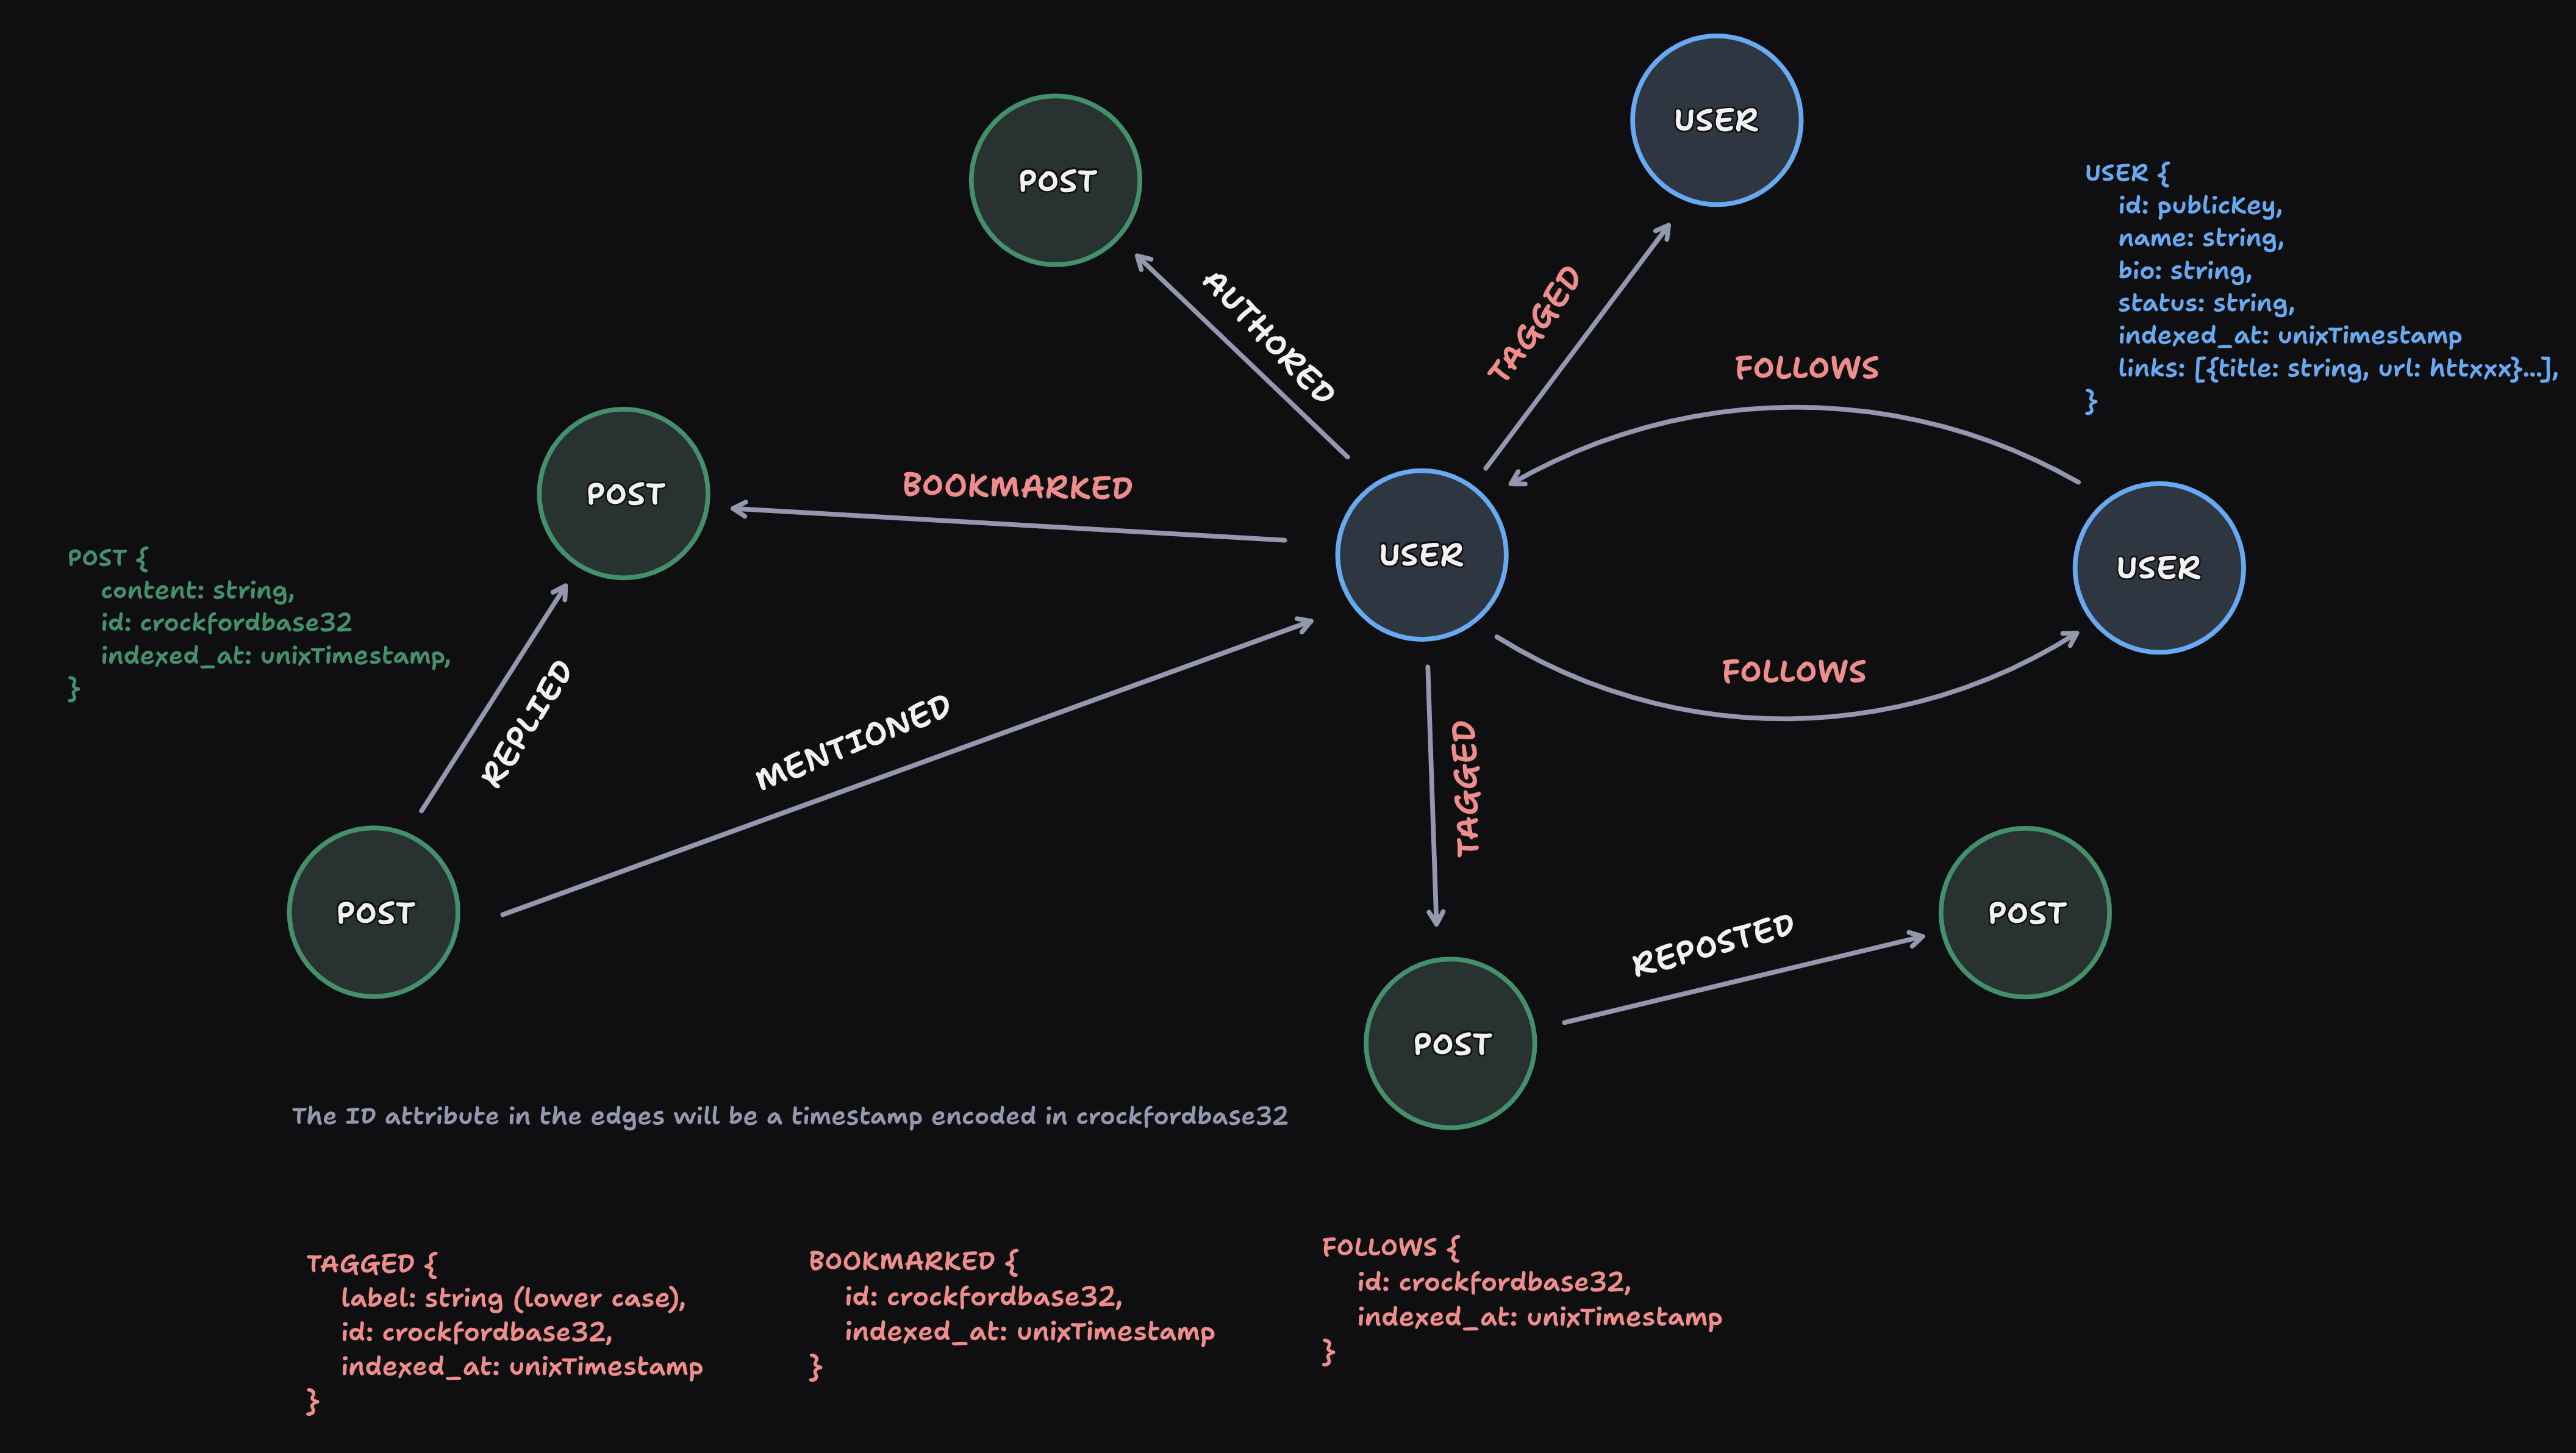 USER
POST
USER {
id: publicKey,
name: string,
bio: string,
status: string,
indexed_at: unixTimestamp
links: [{title: string, url: httxxx}...],
}
AUTHORED
TAGGED
FOLLOWS
POST
BOOKMARKED
USER
USER
POST {
content: string,
id: crockfordbase32
indexed_at: unixTimestamp,
}
REPLIED
MENTIONED
FOLLOWS
TAGGED
POST
REPOSTED
POST
POST
The ID attribute in the edges will be a timestamp encoded in crockfordbase32
TAGGED {
label: string (lower case),
id: crockfordbase32,
indexed_at: unixTimestamp
}
BOOKMARKED {
id: crockfordbase32,
indexed_at: unixTimestamp
}
FOLLOWS {
id: crockfordbase32,
indexed_at: unixTimestamp
}